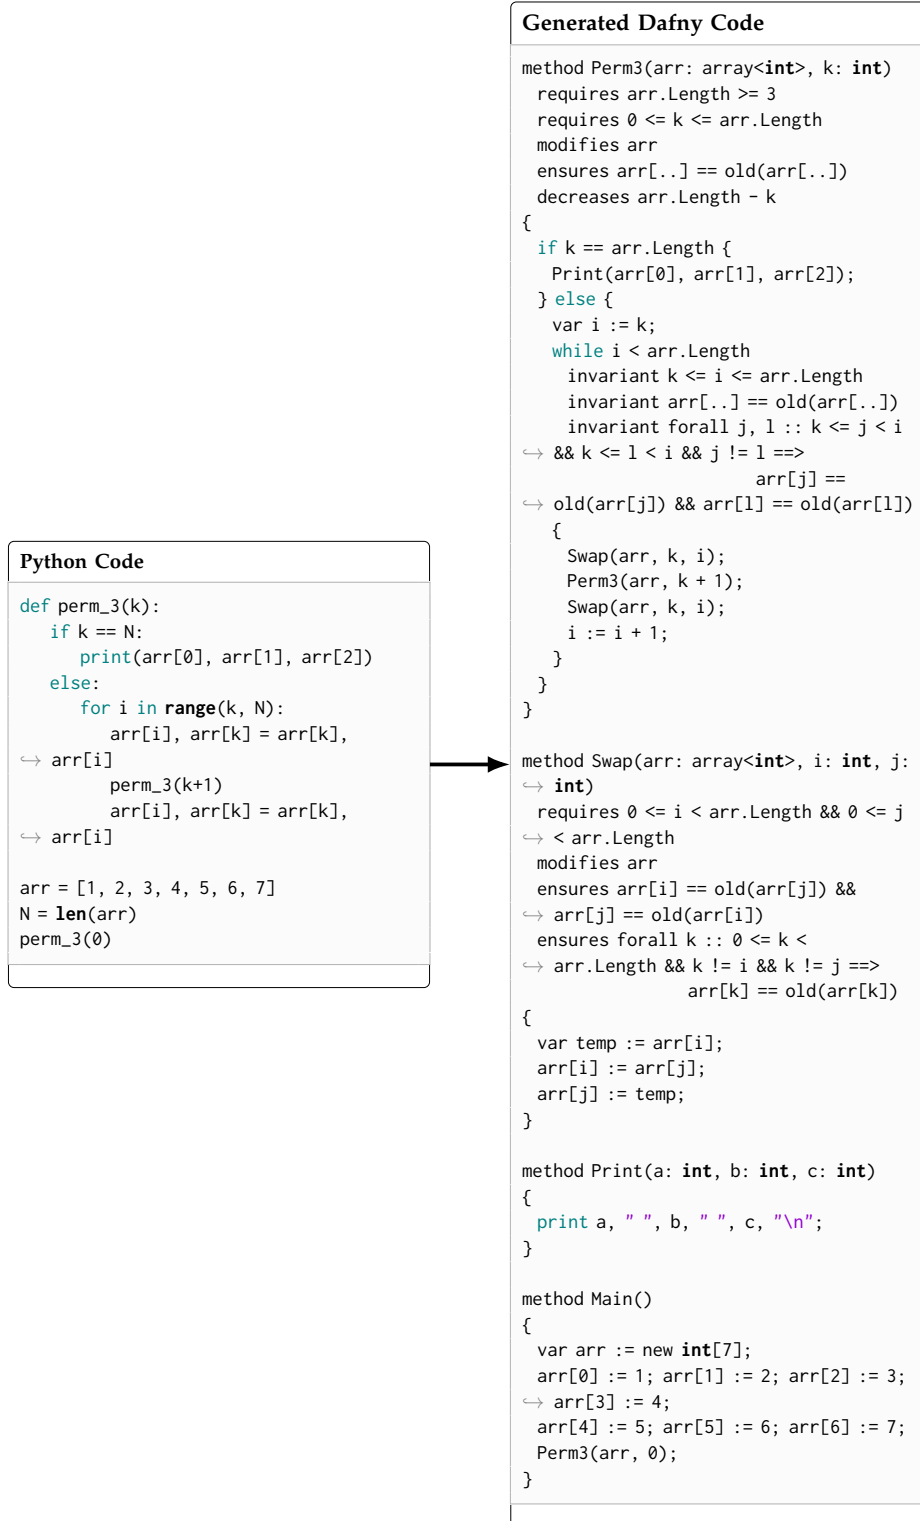 Python Code
def perm_3(k):
if k == N:
print(arr[0], arr[1], arr[2])
else:
for i in range(k, N):
arr[i], arr[k] = arr[k],
↪ arr[i]
perm_3(k+1)
arr[i], arr[k] = arr[k],
↪ arr[i]
arr = [1, 2, 3, 4, 5, 6, 7]
N = len(arr)
perm_3(0)
Generated Dafny Code
method Perm3(arr: array<int>, k: int)
requires arr.Length >= 3
requires 0 <= k <= arr.Length
modifies arr
ensures arr[..] == old(arr[..])
decreases arr.Length - k
{
if k == arr.Length {
Print(arr[0], arr[1], arr[2]);
} else {
var i := k;
while i < arr.Length
invariant k <= i <= arr.Length
invariant arr[..] == old(arr[..])
invariant forall j, l :: k <= j < i
↪ && k <= l < i && j != l ==>
arr[j] ==
↪ old(arr[j]) && arr[l] == old(arr[l])
{
Swap(arr, k, i);
Perm3(arr, k + 1);
Swap(arr, k, i);
i := i + 1;
}
}
}
method Swap(arr: array<int>, i: int, j:
↪ int)
requires 0 <= i < arr.Length && 0 <= j
↪ < arr.Length
modifies arr
ensures arr[i] == old(arr[j]) &&
↪ arr[j] == old(arr[i])
ensures forall k :: 0 <= k <
↪ arr.Length && k != i && k != j ==>
arr[k] == old(arr[k])
{
var temp := arr[i];
arr[i] := arr[j];
arr[j] := temp;
}
method Print(a: int, b: int, c: int)
{
print a, " ", b, " ", c, "\n";
}
method Main()
{
var arr := new int[7];
arr[0] := 1; arr[1] := 2; arr[2] := 3;
↪ arr[3] := 4;
arr[4] := 5; arr[5] := 6; arr[6] := 7;
Perm3(arr, 0);
}